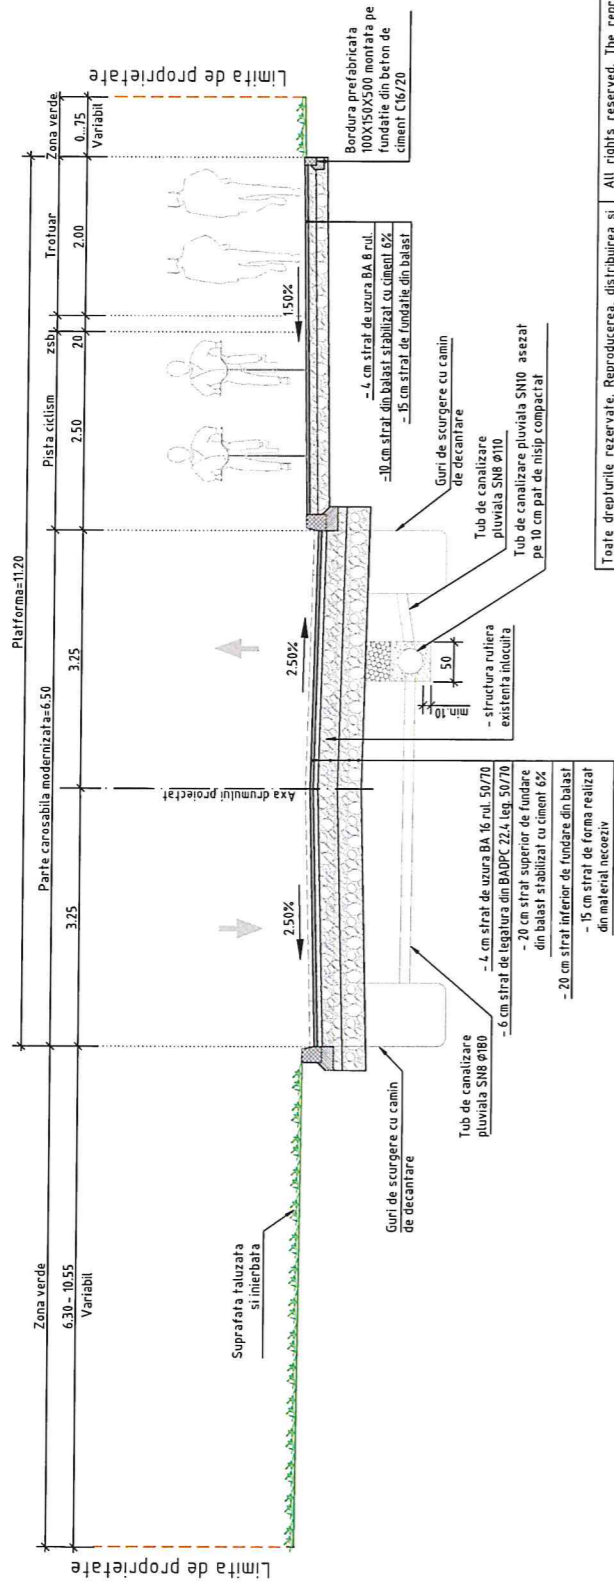 Limita de proprietate
Zona verde
6.30 - 10.55
Variabil
Platforma=11.20
Parte carosabila modernizata=6.50
3.25
3.25
Pista ciclism
2.50
zsb
20
Trotuar
2.00
Zona verde
0...75
Variabil
Limita de proprietate
Axa drumului proiectat
2.50%
2.50%
1.50%
Suprafata taluzata
si inierbata
Bordura prefabricata
100X150X500 montata pe
fundatie din beton de
ciment C16/20
- 4 cm strat de uzura BA 8 rul.
-10 cm strat din balast stabilizat cu ciment 6%
- 15 cm strat de fundatie din balast
Guri de scurgere cu camin
de decantare
Guri de scurgere cu camin
de decantare
Tub de canalizare
pluviala SN8 Ø110
Tub de canalizare pluviala SN10 asezat
pe 10 cm pat de nisip compactat
50
min.10
- structura rutiera
existenta inlocuita
Tub de canalizare
pluviala SN8 Ø180
- 4 cm strat de uzura BA 16 rul. 50/70
- 6 cm strat de legatura din BADPC 22.4 leg. 50/70
- 20 cm strat superior de fundare
din balast stabilizat cu ciment 6%
- 20 cm strat inferior de fundare din balast
- 15 cm strat de forma realizat
din material necoeziv
Toate drepturile rezervate. Reproducerea, distribuirea si
All rights reserved. The